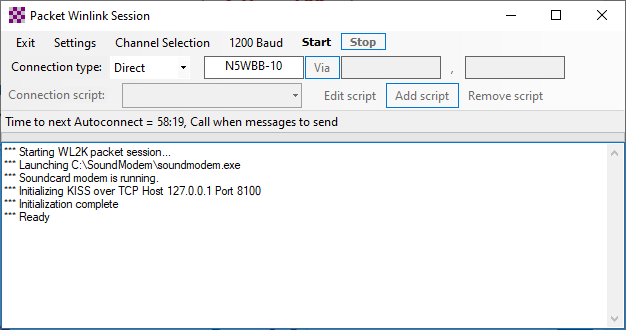 Packet Winlink Session
Exit Settings Channel Selection 1200 Baud Start Stop
Connection type: Direct N5WBB-10 Via ,
Connection script: Edit script Add script Remove script
Time to next Autoconnect = 58:19, Call when messages to send
*** Starting WL2K packet session...
*** Launching C:\SoundModem\soundmodem.exe
*** Soundcard modem is running.
*** Initializing KISS over TCP Host 127.0.0.1 Port 8100
*** Initialization complete
*** Ready